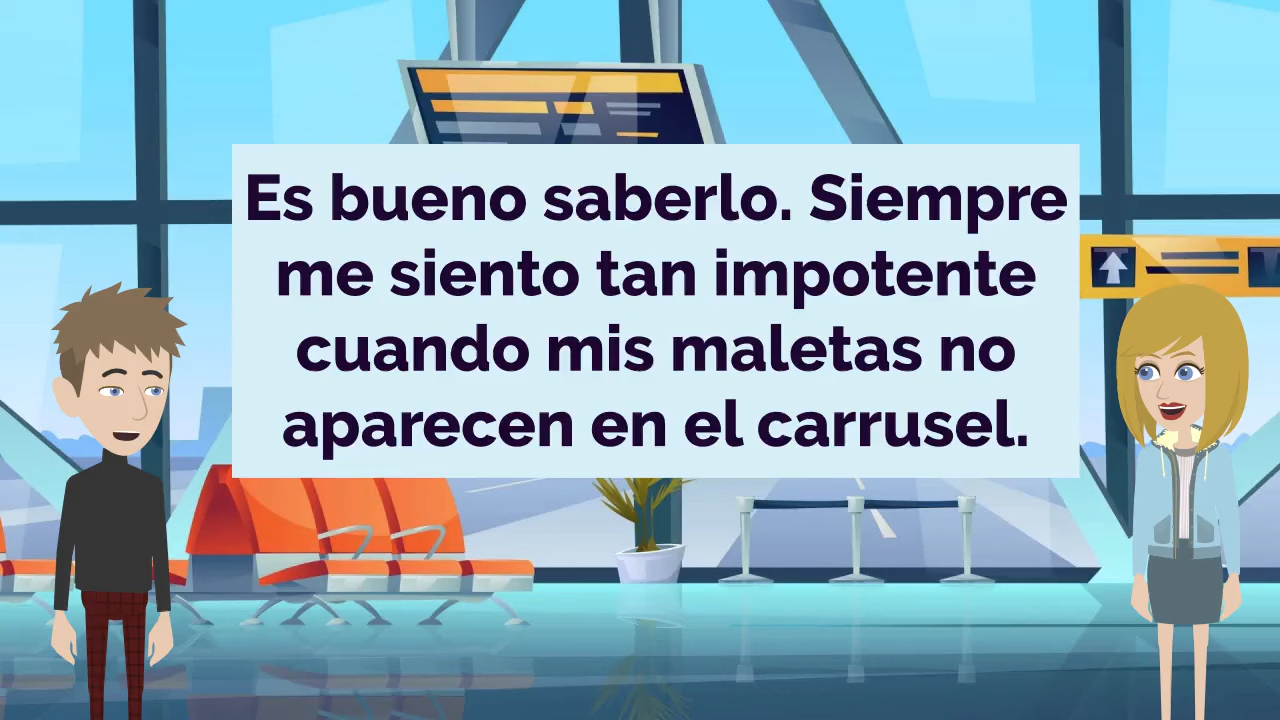 Es bueno saberlo. Siempre
me siento tan impotente
cuando mis maletas no
aparecen en el carrusel.